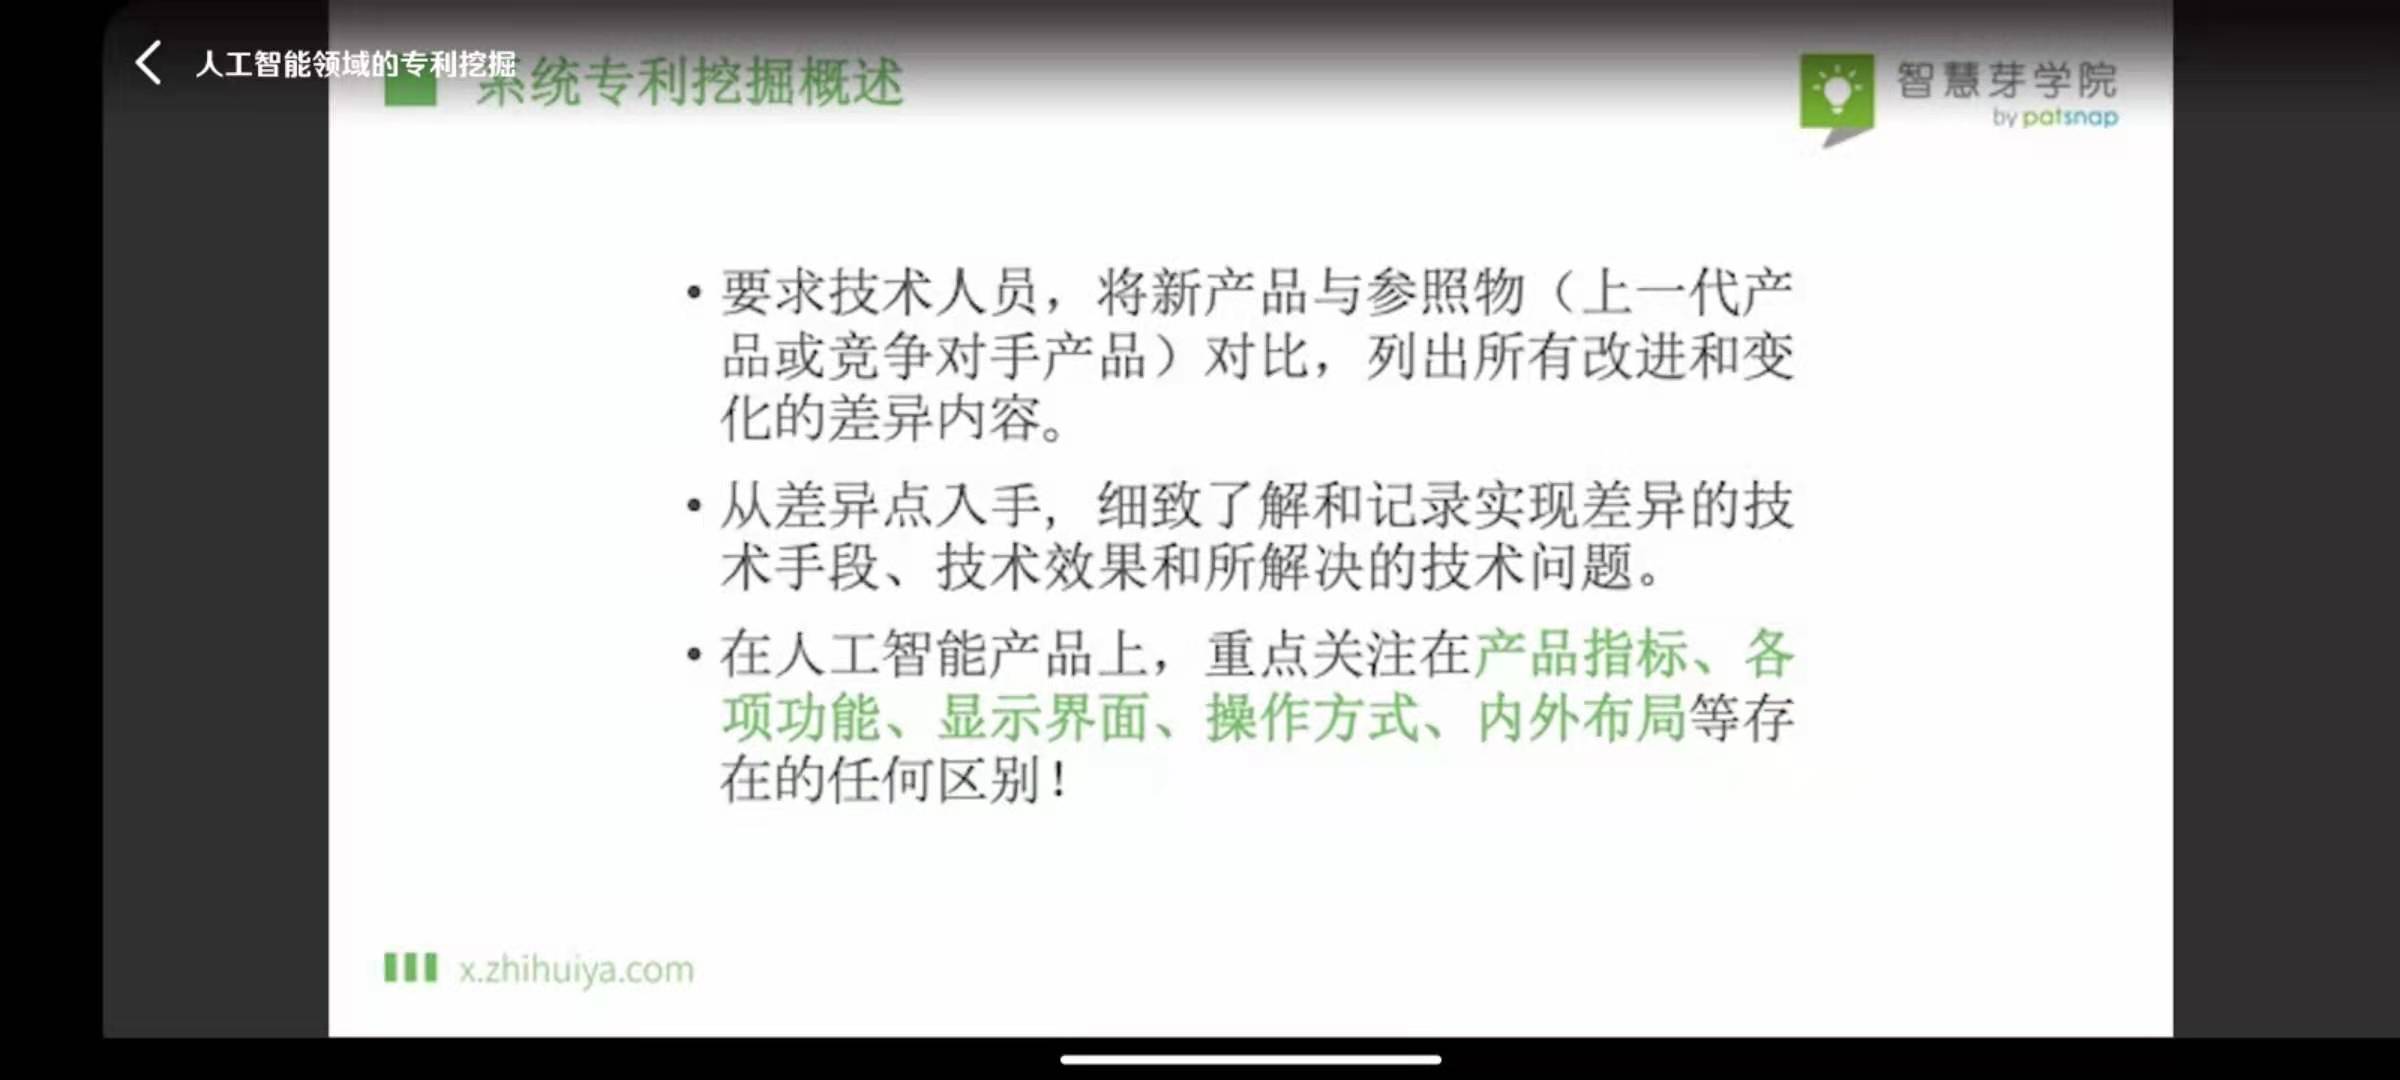 人工智能领域的专利挖掘
系统专利挖掘概述
智慧芽学院
by patsnap
• 要求技术人员，将新产品与参照物（上一代产
品或竞争对手产品）对比，列出所有改进和变
化的差异内容。
• 从差异点入手，细致了解和记录实现差异的技
术手段、技术效果和所解决的技术问题。
• 在人工智能产品上，重点关注在产品指标、各
项功能、显示界面、操作方式、内外布局等存
在的任何区别！
x.zhihuiya.com